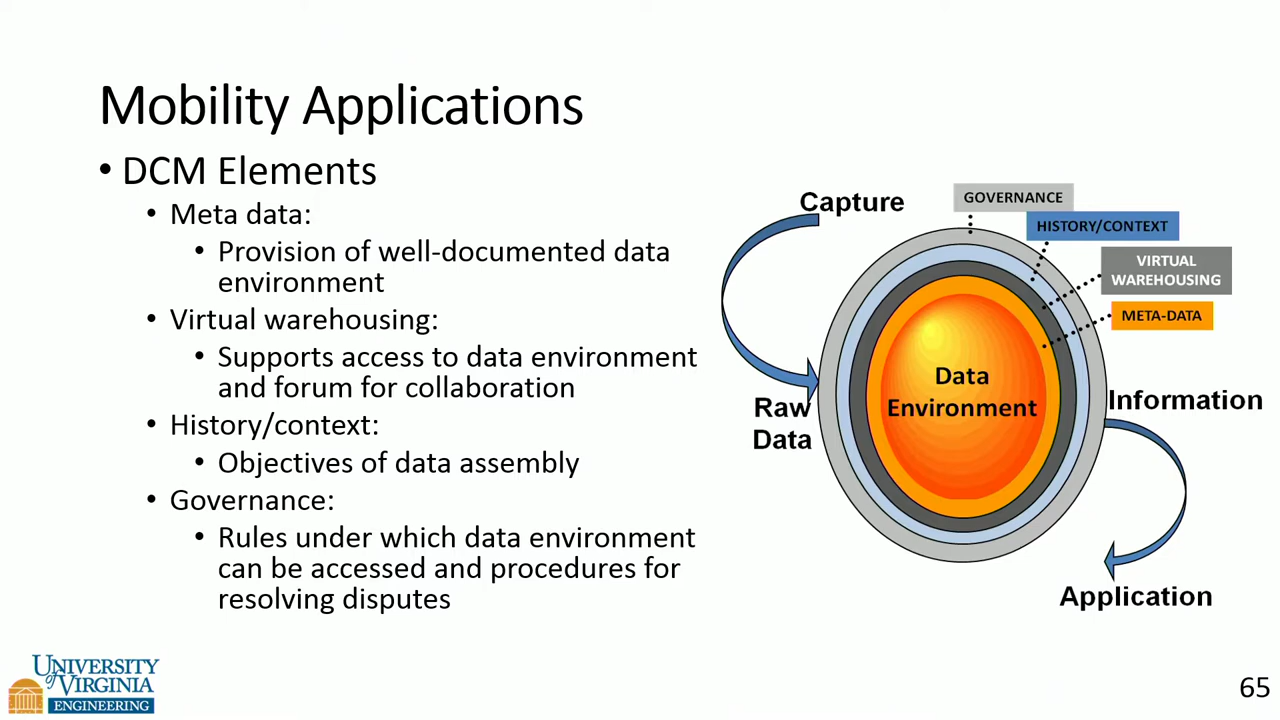 Mobility Applications
• DCM Elements
• Meta data:
• Provision of well-documented data
environment
• Virtual warehousing:
• Supports access to data environment
and forum for collaboration
• History/context:
• Objectives of data assembly
• Governance:
• Rules under which data environment
can be accessed and procedures for
resolving disputes
Capture
GOVERNANCE
HISTORY/CONTEXT
VIRTUAL
WAREHOUSING
META-DATA
Data
Environment
Raw
Data
Information
Application
UNIVERSITY
of VIRGINIA
ENGINEERING
65